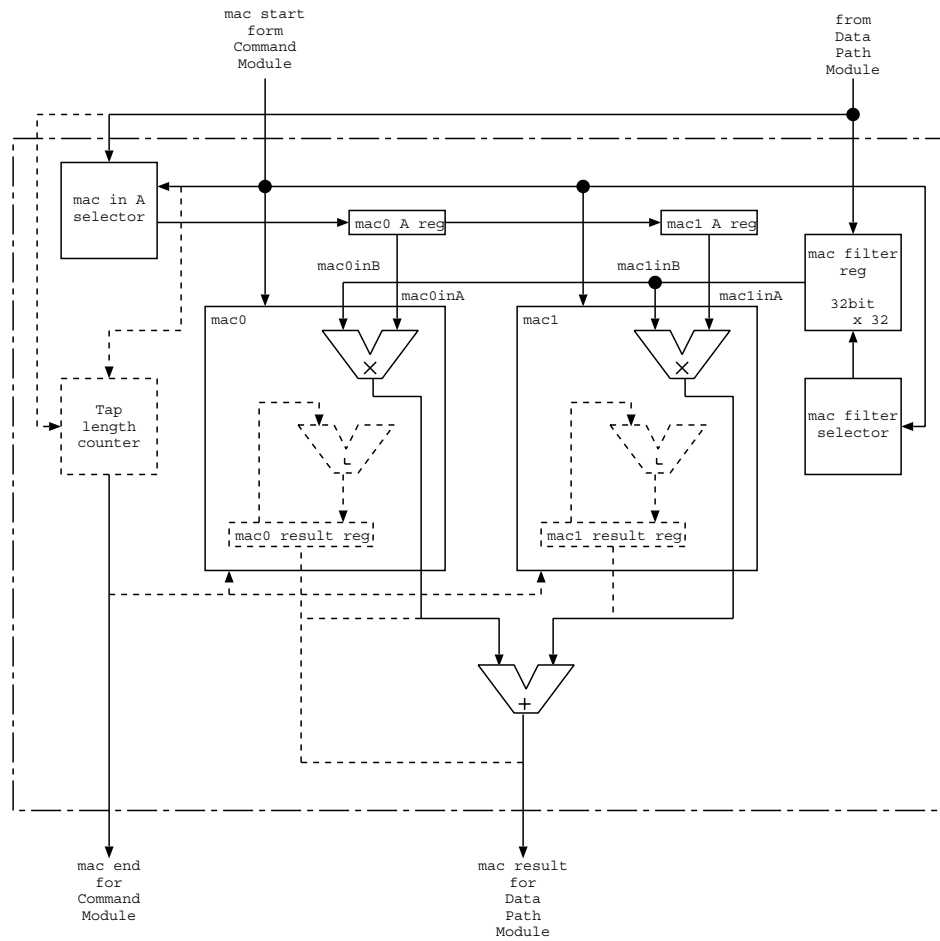 mac start
form
Command
Module
from
Data
Path
Module
mac in A
selector
mac0 A reg
mac1 A reg
mac filter
reg
32bit
x 32
mac0inB
mac1inB
mac0inA
mac1inA
mac0
mac1
×
×
Tap
length
counter
mac filter
selector
mac0 result reg
mac1 result reg
+
mac end
for
Command
Module
mac result
for
Data
Path
Module